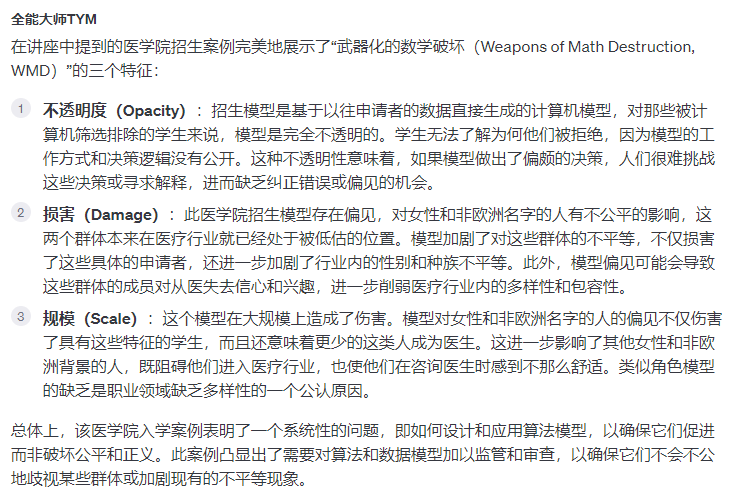 全能大师TYM
在讲座中提到的医学院招生案例完美地展示了“武器化的数学破坏（Weapons of Math Destruction,
WMD）”的三个特征：
1 不透明度（Opacity）：招生模型是基于以往申请者的数据直接生成的计算机模型，对那些被计
算机筛选排除的学生来说，模型是完全不透明的。学生无法了解为何他们被拒绝，因为模型的工
作方式和决策逻辑没有公开。这种不透明性意味着，如果模型做出了偏颇的决策，人们很难挑战
这些决策或寻求解释，进而缺乏纠正错误或偏见的机会。
2 损害（Damage）：此医学院招生模型存在偏见，对女性和非欧洲名字的人有不公平的影响，这
两个群体本来在医疗行业就已经处于被低估的位置。模型加剧了对这些群体的不平等，不仅损害
了这些具体的申请者，还进一步加剧了行业内的性别和种族不平等。此外，模型偏见可能会导致
这些群体的成员对从医失去信心和兴趣，进一步削弱医疗行业内的多样性和包容性。
3 规模（Scale）：这个模型在大规模上造成了伤害。模型对女性和非欧洲名字的人的偏见不仅伤害
了具有这些特征的学生，而且还意味着更少的这类人成为医生。这进一步影响了其他女性和非欧
洲背景的人，既阻碍他们进入医疗行业，也使他们在咨询医生时感到不那么舒适。类似角色模型
的缺乏是职业领域缺乏多样性的一个公认原因。
总体上，该医学院入学案例表明了一个系统性的问题，即如何设计和应用算法模型，以确保它们促进
而非破坏公平和正义。此案例凸显出了需要对算法和数据模型加以监管和审查，以确保它们不会不公
地歧视某些群体或加剧现有的不平等现象。